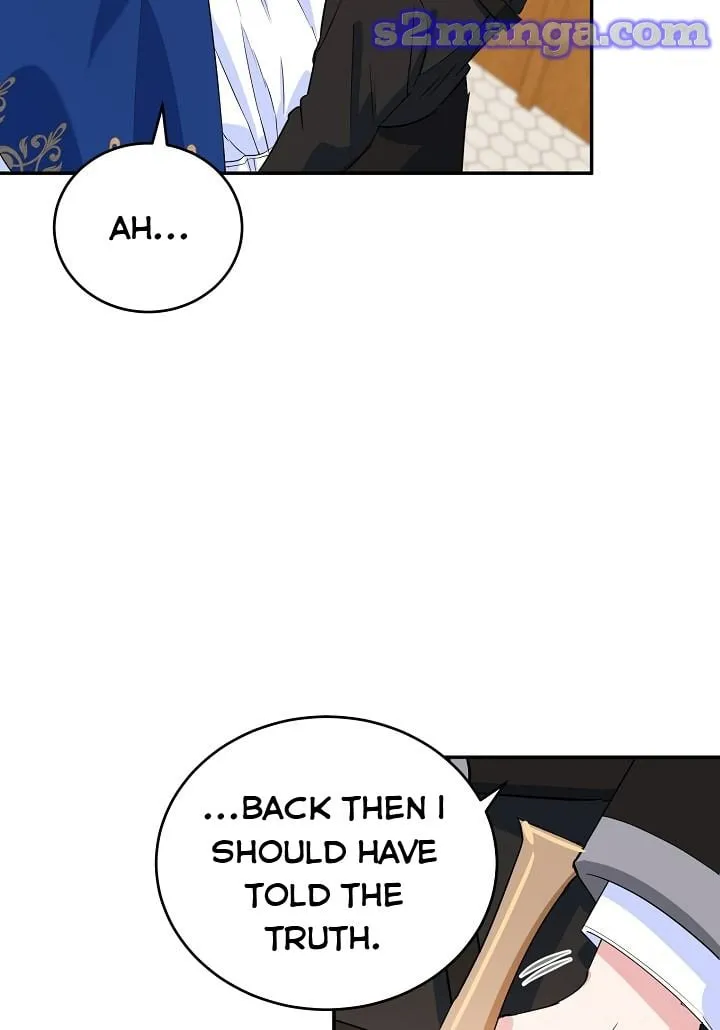 s2manga.com
AH...
...BACK THEN I
SHOULD HAVE
TOLD THE
TRUTH.